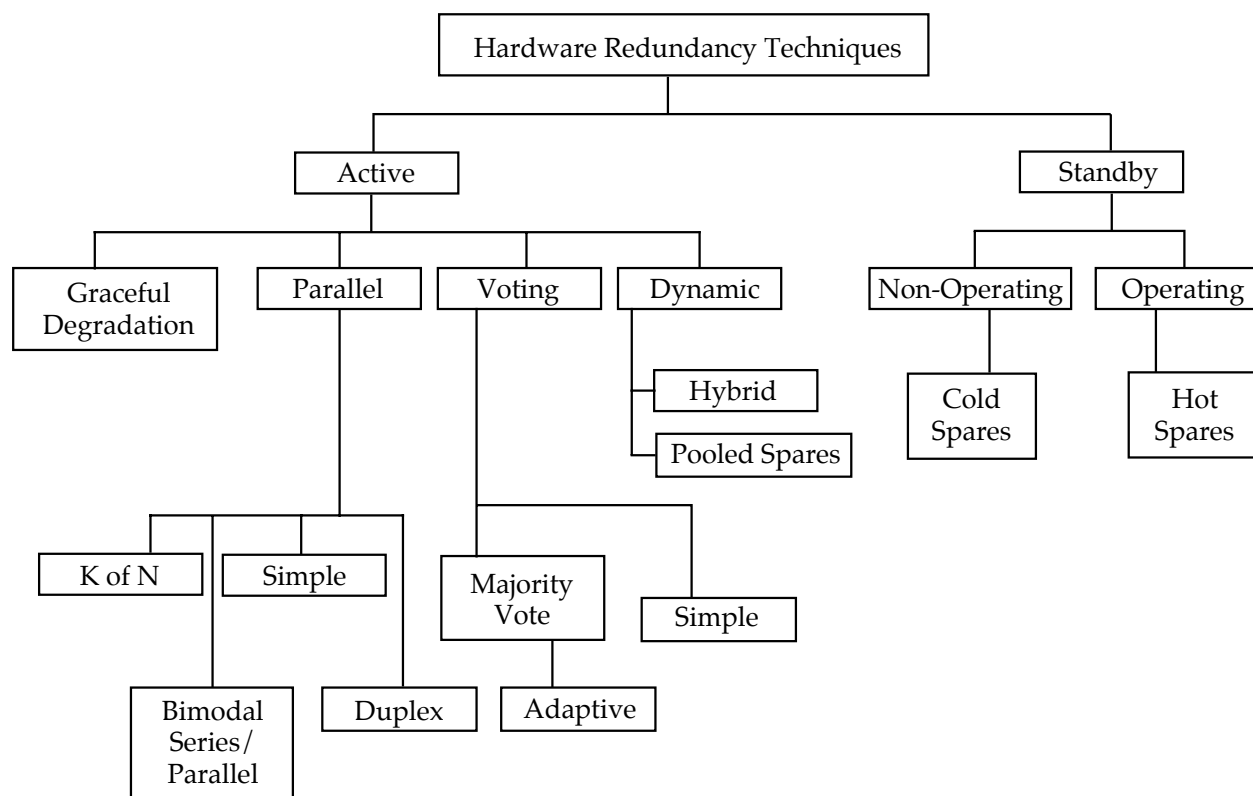 Hardware Redundancy Techniques
Active
Standby
Graceful
Degradation
Parallel
Voting
Dynamic
Non-Operating
Operating
Hybrid
Pooled Spares
Cold
Spares
Hot
Spares
K of N
Simple
Majority
Vote
Simple
Bimodal
Series/
Parallel
Duplex
Adaptive